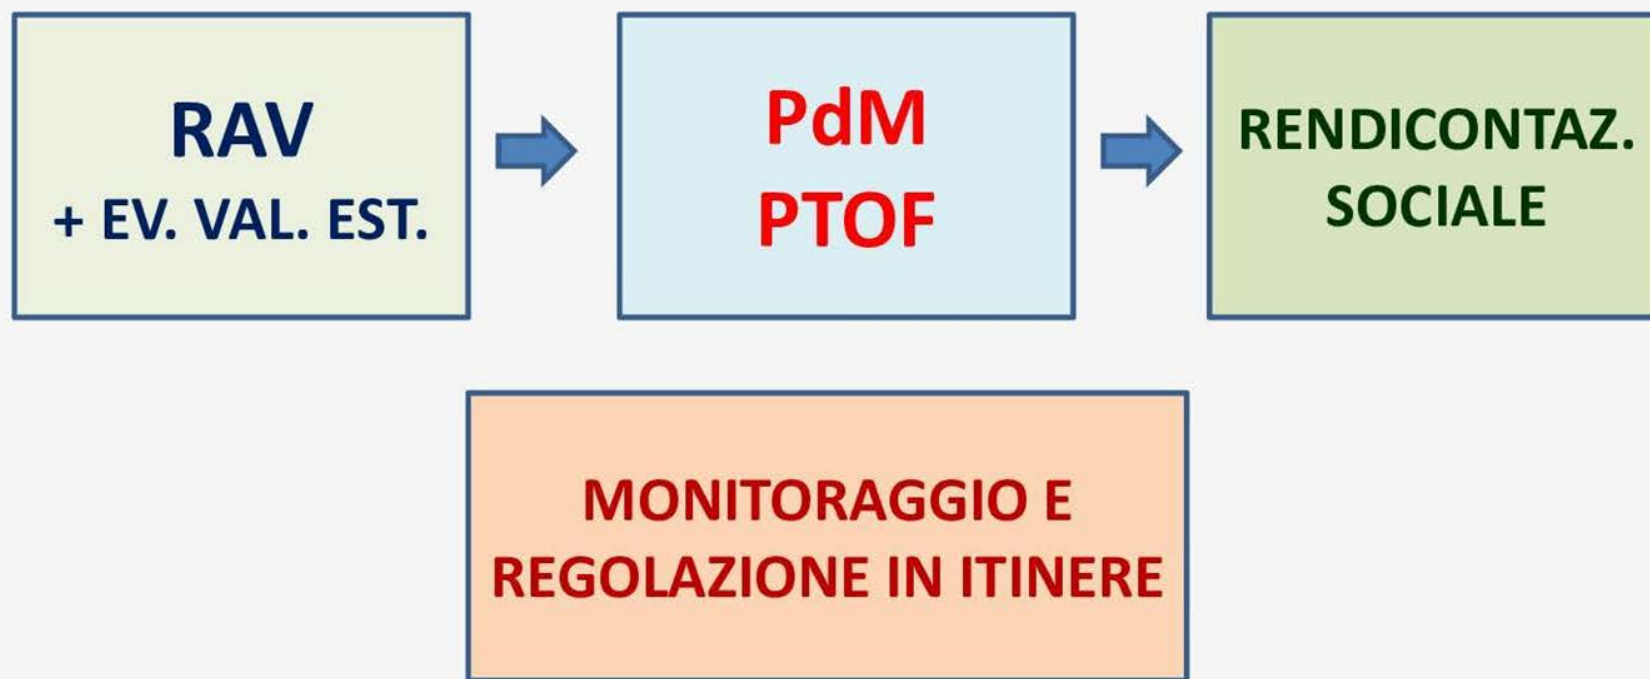 RAV
+ EV. VAL. EST.
PdM
PTOF
RENDICONTAZ.
SOCIALE
MONITORAGGIO E
REGOLAZIONE IN ITINERE